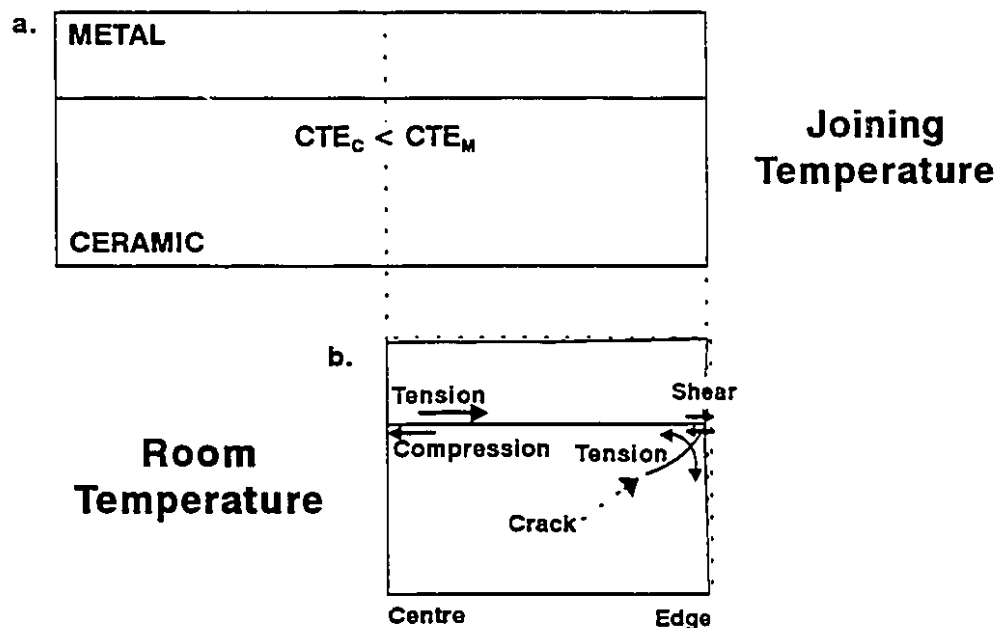 a.
METAL
CTE_C < CTE_M
CERAMIC
Joining
Temperature
b.
Tension
Shear
Compression
Tension
Crack
Room
Temperature
Centre
Edge